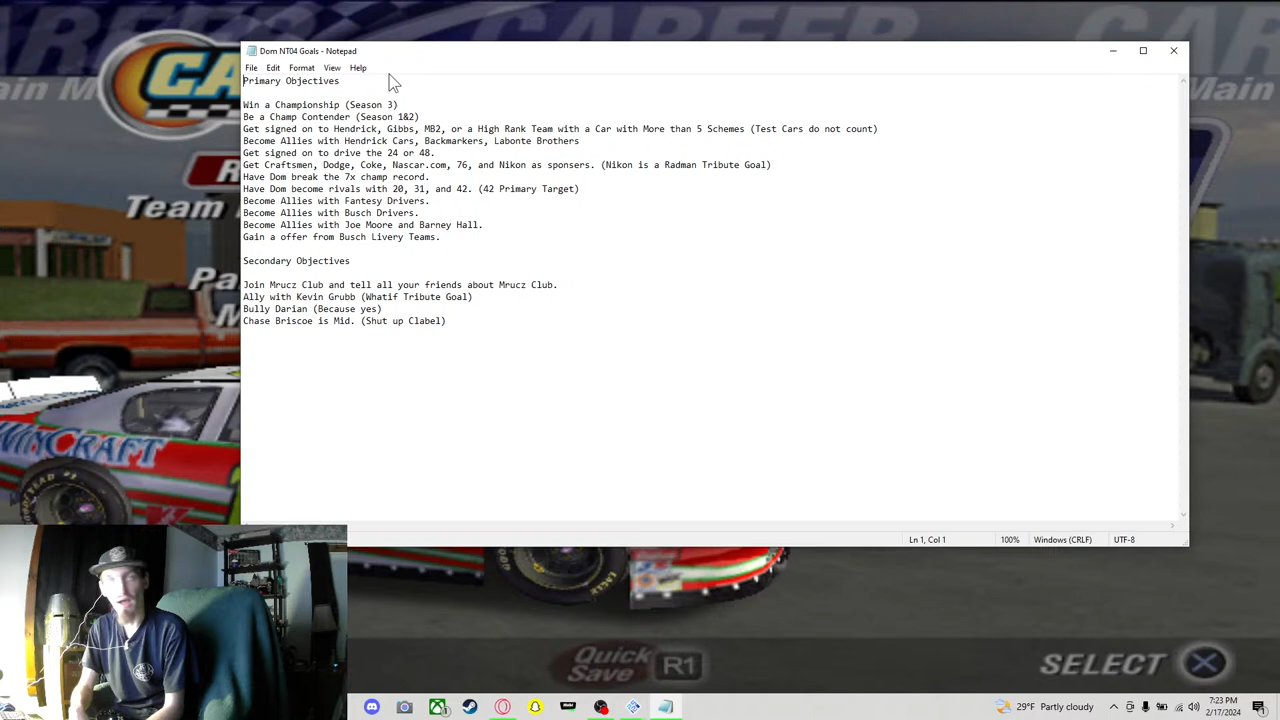 Dom NT04 Goals - Notepad
File Edit Format View Help
Primary Objectives
Win a Championship (Season 3)
Be a Champ Contender (Season 1&2)
Get signed on to Hendrick, Gibbs, MB2, or a High Rank Team with a Car with More than 5 Schemes (Test Cars do not count)
Become Allies with Hendrick Cars, Backmarkers, Labonte Brothers
Get signed on to drive the 24 or 48.
Get Craftsmen, Dodge, Coke, Nascar.com, 76, and Nikon as sponsers. (Nikon is a Radman Tribute Goal)
Have Dom break the 7x champ record.
Have Dom become rivals with 20, 31, and 42. (42 Primary Target)
Become Allies with Fantesy Drivers.
Become Allies with Busch Drivers.
Become Allies with Joe Moore and Barney Hall.
Gain a offer from Busch Livery Teams.
Secondary Objectives
Join Mrucz Club and tell all your friends about Mrucz Club.
Ally with Kevin Grubb (Whatif Tribute Goal)
Bully Darian (Because yes)
Chase Briscoe is Mid. (Shut up Clabel)
Ln 1, Col 1 100% Windows (CRLF) UTF-8
CAREER
ain M
Team
Pa
WINCRAFT
GOODYEAR
EAGLE
Quick Save R1
SELECT
29°F Partly cloudy
7:23 PM
2/17/2024